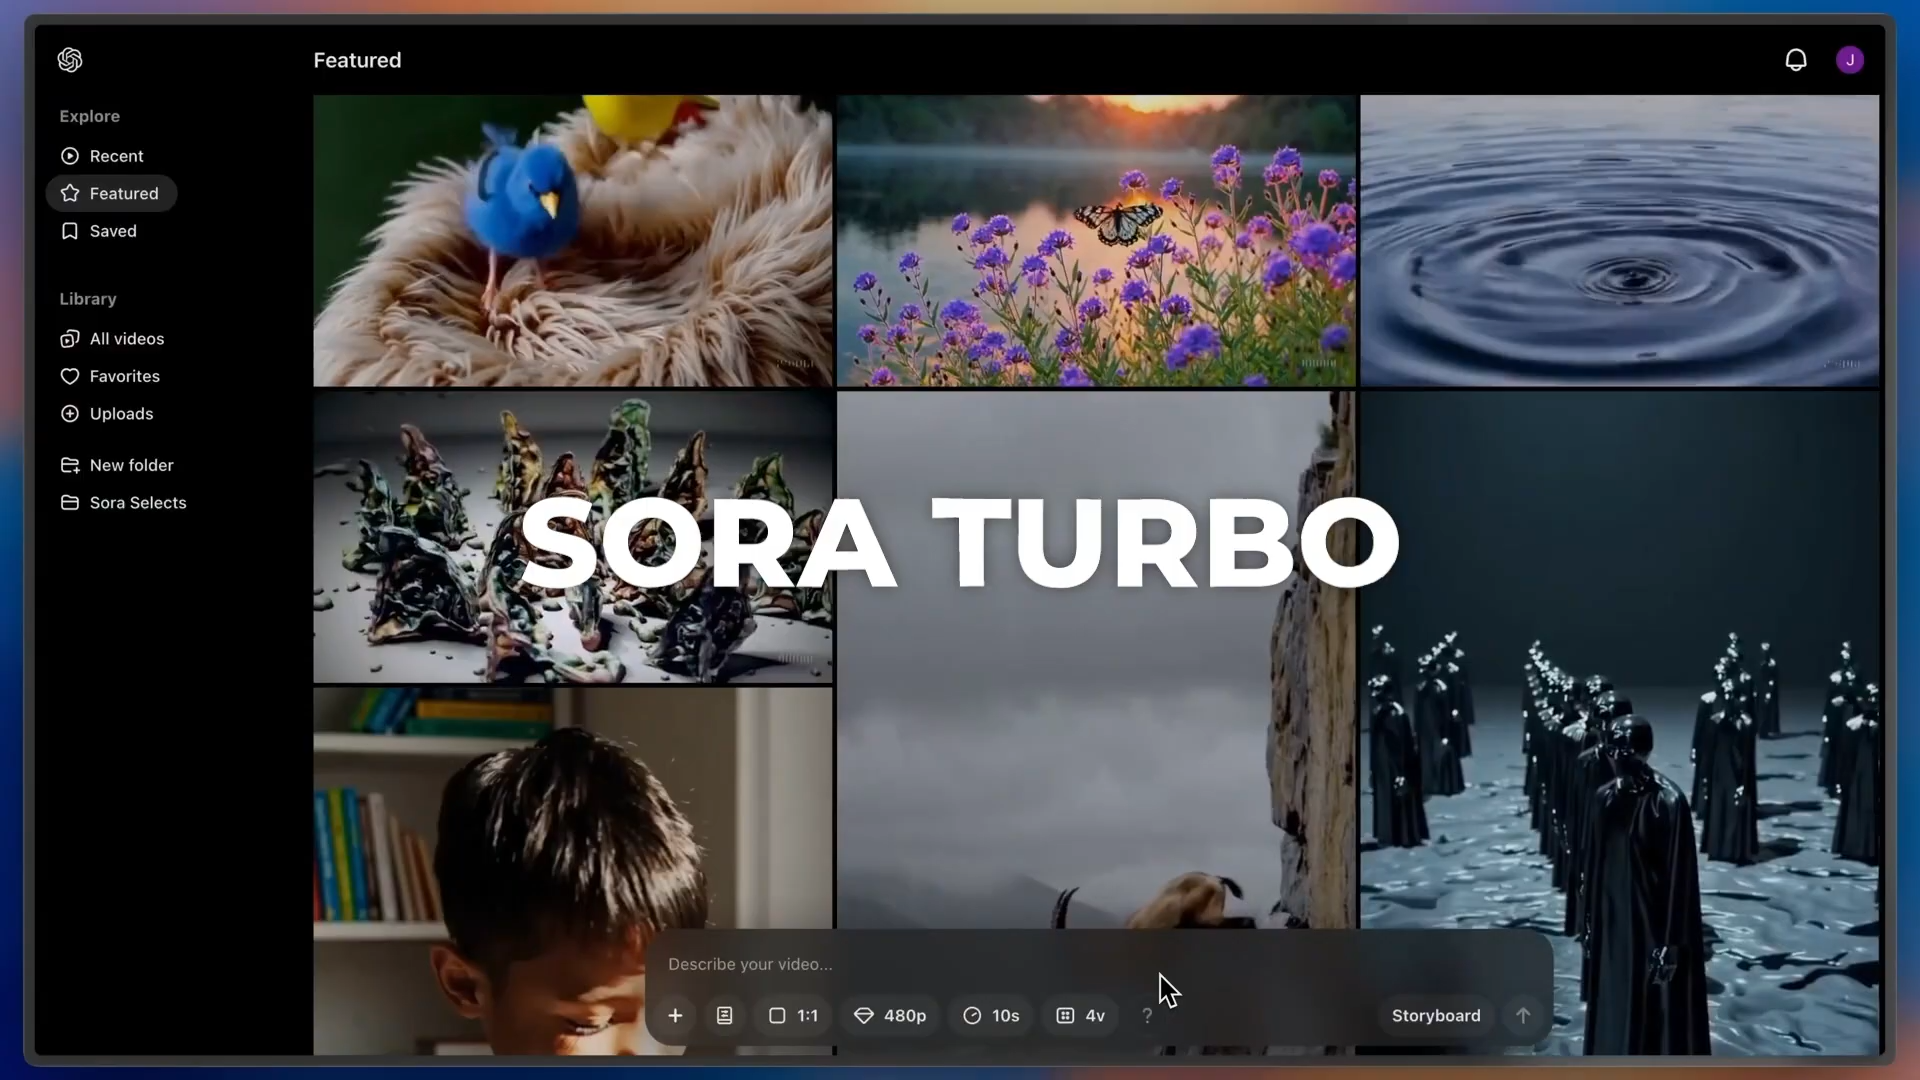 Featured
J
Explore
Recent
Featured
Saved
Library
All videos
Favorites
Uploads
New folder
Sora Selects
SORA TURBO
Describe your video...
+ 1:1 480p 10s 4v ? Storyboard